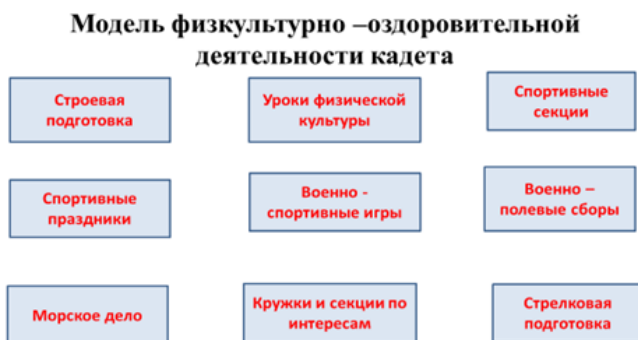 Модель физкультурно –оздоровительной
деятельности кадета
Строевая
подготовка
Уроки физической
культуры
Спортивные
секции
Спортивные
праздники
Военно -
спортивные игры
Военно –
полевые сборы
Морское дело
Кружки и секции по
интересам
Стрелковая
подготовка